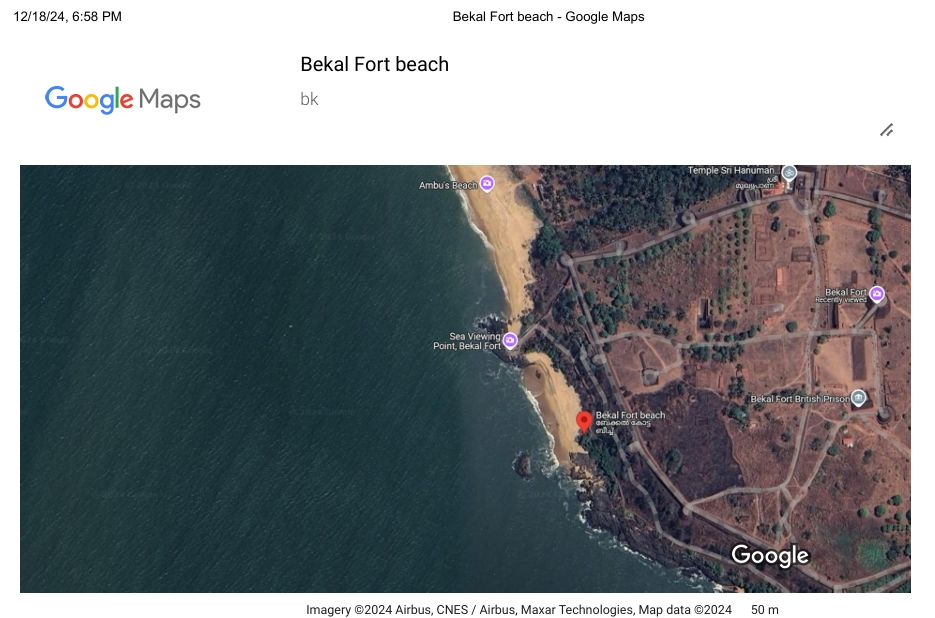 12/18/24, 6:58 PM
Bekal Fort beach - Google Maps
Google Maps
Bekal Fort beach
bk
Ambu's Beach
Temple Sri Hanuman...
ശ്രീ
മുഖ്യപ്രാണ...
Bekal Fort
Recently viewed
Sea Viewing
Point, Bekal Fort
Bekal Fort British Prison
Bekal Fort beach
ബേക്കൽ കോട്ട
ബീച്ച്
Google
Imagery ©2024 Airbus, CNES / Airbus, Maxar Technologies, Map data ©2024
50 m